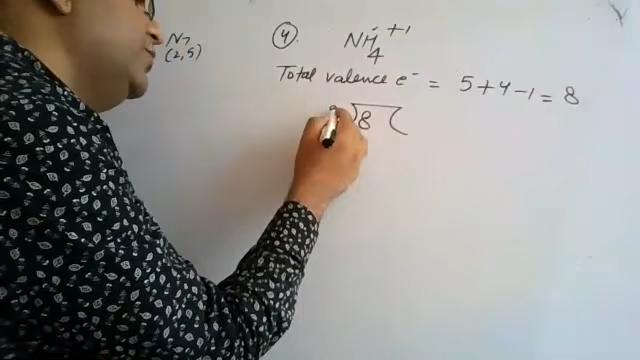 N7
(2,5)
④ NH4+1
Total valence e⁻ = 5+4-1=8
8